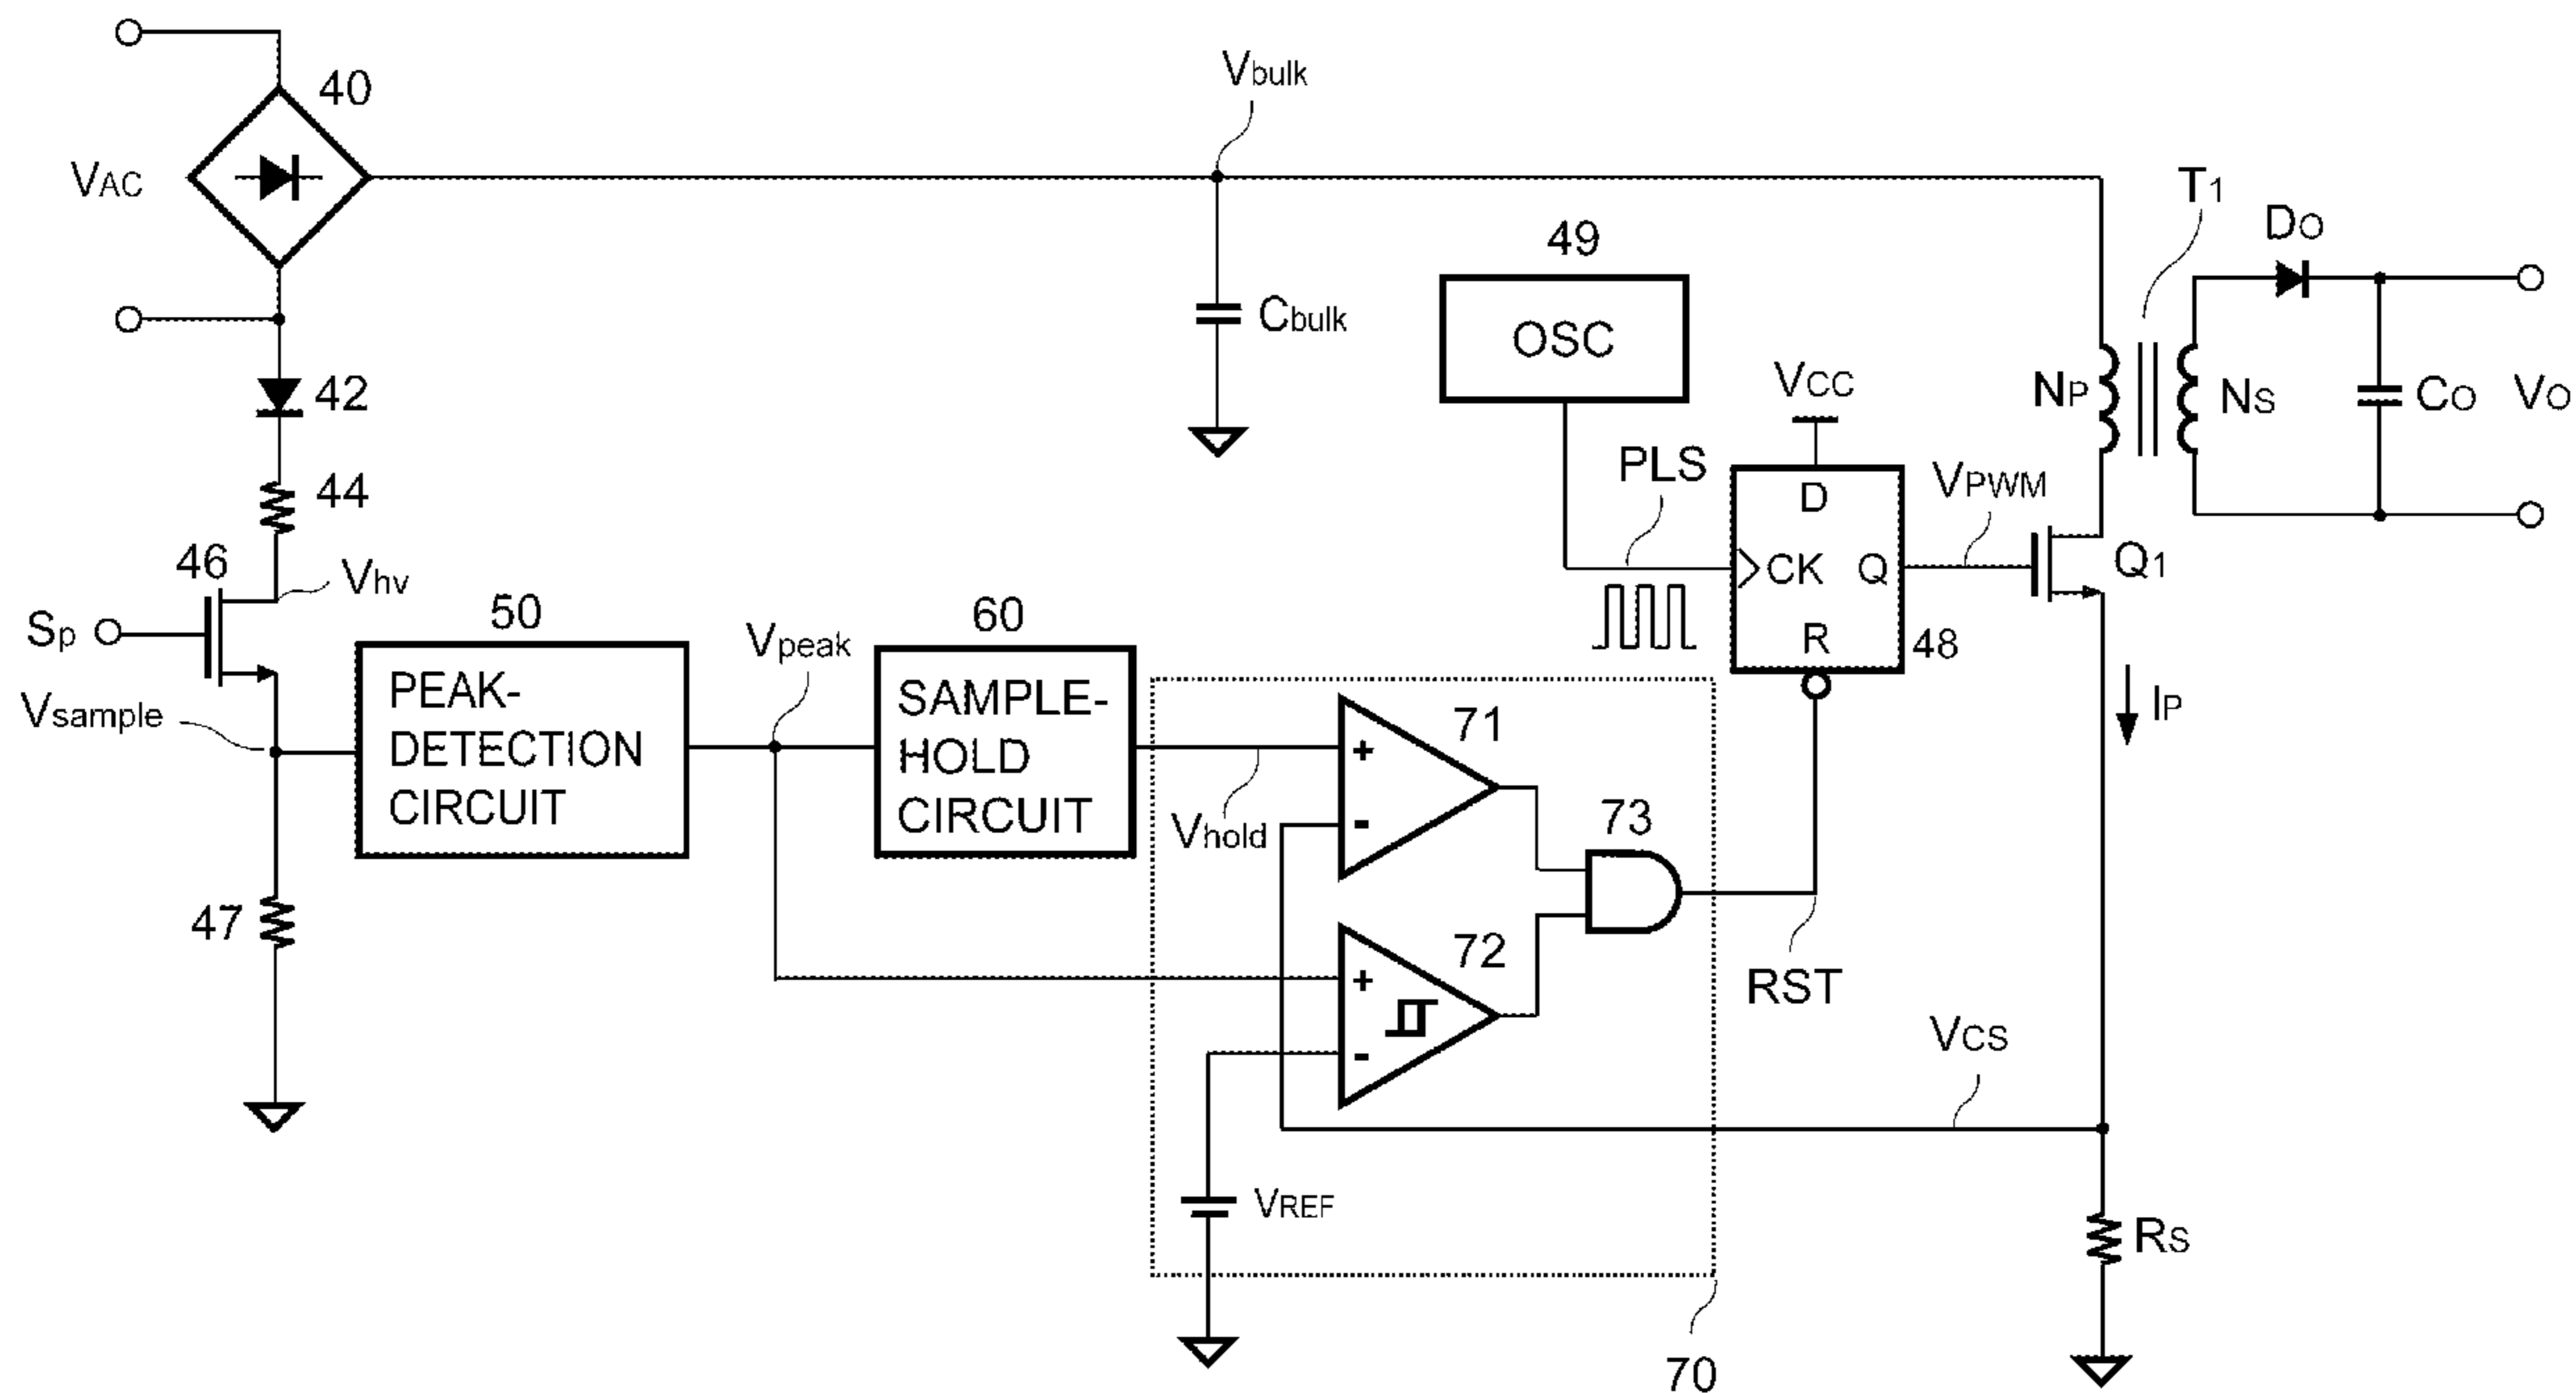 40
Vbulk
VAC
T1
DO
49
OSC
Cbulk
VCC
42
NP
NS
CO
VO
44
PLS
D
VPWM
46
Vhv
CK
Q
Q1
50
60
Sp
Vpeak
R
48
PEAK-
DETECTION
CIRCUIT
SAMPLE-
HOLD
CIRCUIT
Vsample
71
+
-
IP
Vhold
73
47
72
+
-
RST
VCS
VREF
RS
70